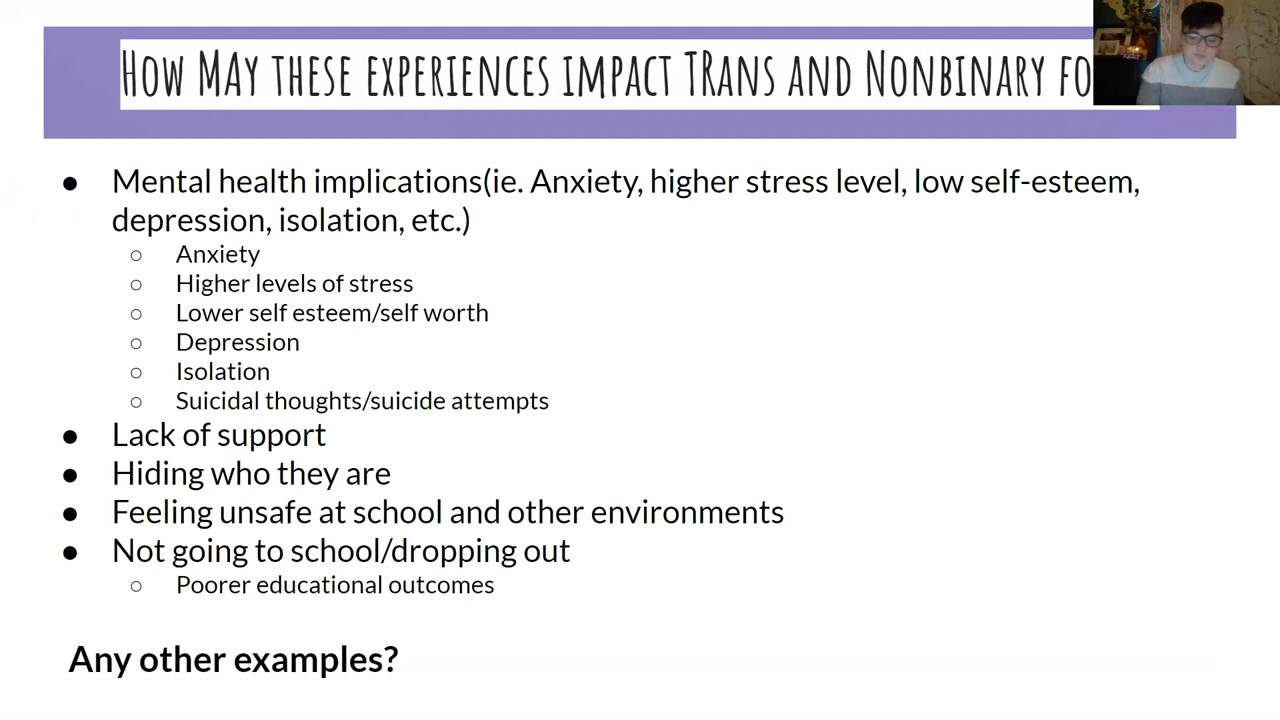 How MAy these experiences impact TRans and Nonbinary fo
● Mental health implications(ie. Anxiety, higher stress level, low self-esteem,
depression, isolation, etc.)
○ Anxiety
○ Higher levels of stress
○ Lower self esteem/self worth
○ Depression
○ Isolation
○ Suicidal thoughts/suicide attempts
● Lack of support
● Hiding who they are
● Feeling unsafe at school and other environments
● Not going to school/dropping out
○ Poorer educational outcomes
Any other examples?